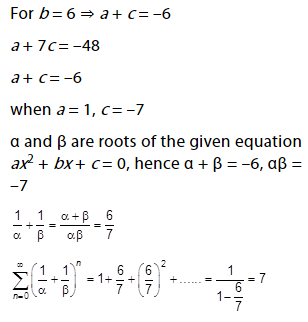 For b = 6 ⇒ a + c = –6
a + 7c = –48
a + c = –6
when a = 1, c = –7
α and β are roots of the given equation
ax² + bx + c = 0, hence α + β = –6, αβ =
–7
1/α + 1/β = (α + β)/(αβ) = 6/7
∑_{n=0}^{∞} (1/α + 1/β)^n = 1 + 6/7 + (6/7)² + ...... = 1/(1 – 6/7) = 7